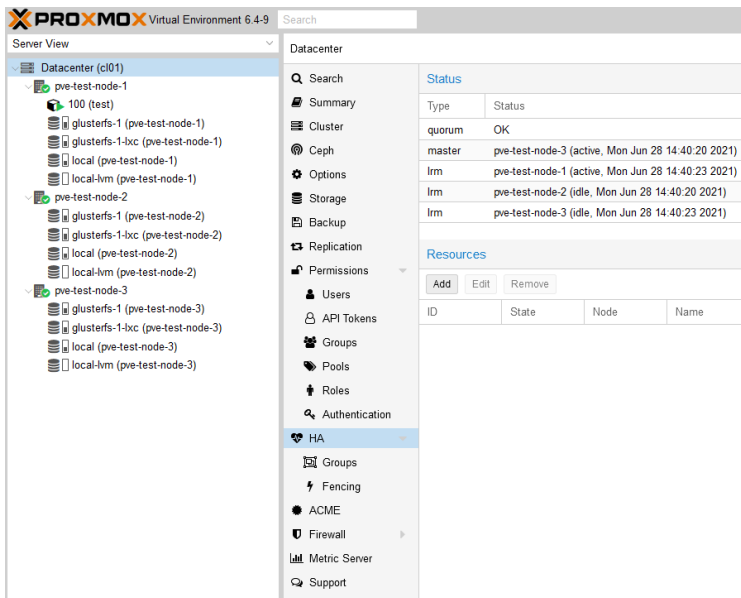 PROXMOX Virtual Environment 6.4-9 Search
Server View
Datacenter (cl01)
pve-test-node-1
100 (test)
glusterfs-1 (pve-test-node-1)
glusterfs-1-lxc (pve-test-node-1)
local (pve-test-node-1)
local-lvm (pve-test-node-1)
pve-test-node-2
glusterfs-1 (pve-test-node-2)
glusterfs-1-lxc (pve-test-node-2)
local (pve-test-node-2)
local-lvm (pve-test-node-2)
pve-test-node-3
glusterfs-1 (pve-test-node-3)
glusterfs-1-lxc (pve-test-node-3)
local (pve-test-node-3)
local-lvm (pve-test-node-3)
Datacenter
Search
Summary
Cluster
Ceph
Options
Storage
Backup
Replication
Permissions
Users
API Tokens
Groups
Pools
Roles
Authentication
HA
Groups
Fencing
ACME
Firewall
Metric Server
Support
Status
Type Status
quorum OK
master pve-test-node-3 (active, Mon Jun 28 14:40:20 2021)
lrm pve-test-node-1 (active, Mon Jun 28 14:40:23 2021)
lrm pve-test-node-2 (idle, Mon Jun 28 14:40:20 2021)
lrm pve-test-node-3 (idle, Mon Jun 28 14:40:23 2021)
Resources
Add Edit Remove
ID State Node Name